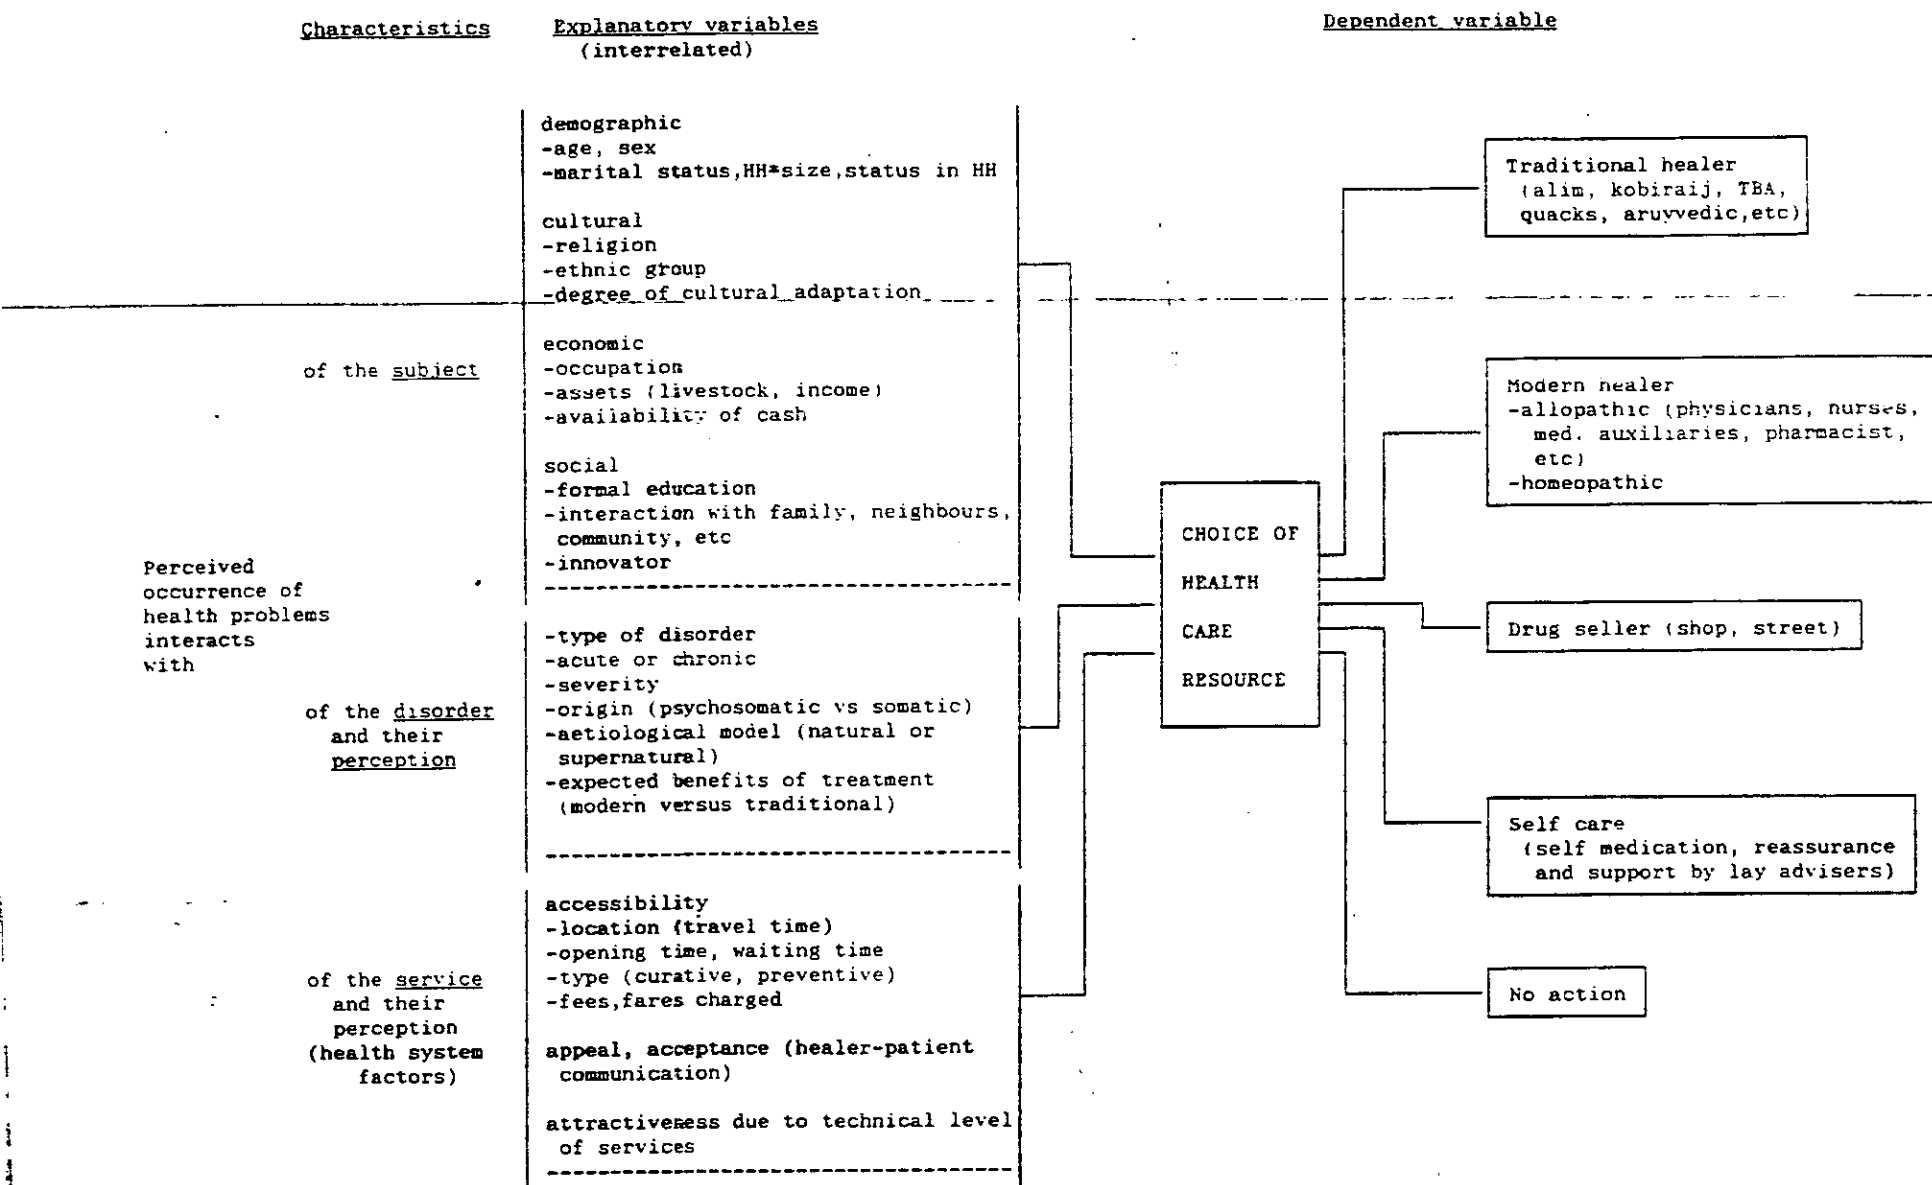 Characteristics
Explanatory variables
(interrelated)
Dependent variable
Perceived
occurrence of
health problems
interacts
with
of the subject
demographic
-age, sex
-marital status,HH*size,status in HH
cultural
-religion
-ethnic group
-degree of cultural adaptation
economic
-occupation
-assets (livestock, income)
-availability of cash
social
-formal education
-interaction with family, neighbours,
community, etc
-innovator
of the disorder
and their
perception
-type of disorder
-acute or chronic
-severity
-origin (psychosomatic vs somatic)
-aetiological model (natural or
supernatural)
-expected benefits of treatment
(modern versus traditional)
of the service
and their
perception
(health system
factors)
accessibility
-location (travel time)
-opening time, waiting time
-type (curative, preventive)
-fees,fares charged
appeal, acceptance (healer-patient
communication)
attractiveness due to technical level
of services
CHOICE OF
HEALTH
CARE
RESOURCE
Traditional healer
(alim, kobiraij, TBA,
quacks, aruyvedic,etc)
Modern healer
-allopathic (physicians, nurses,
med. auxiliaries, pharmacist,
etc)
-homeopathic
Drug seller (shop, street)
Self care
(self medication, reassurance
and support by lay advisers)
No action